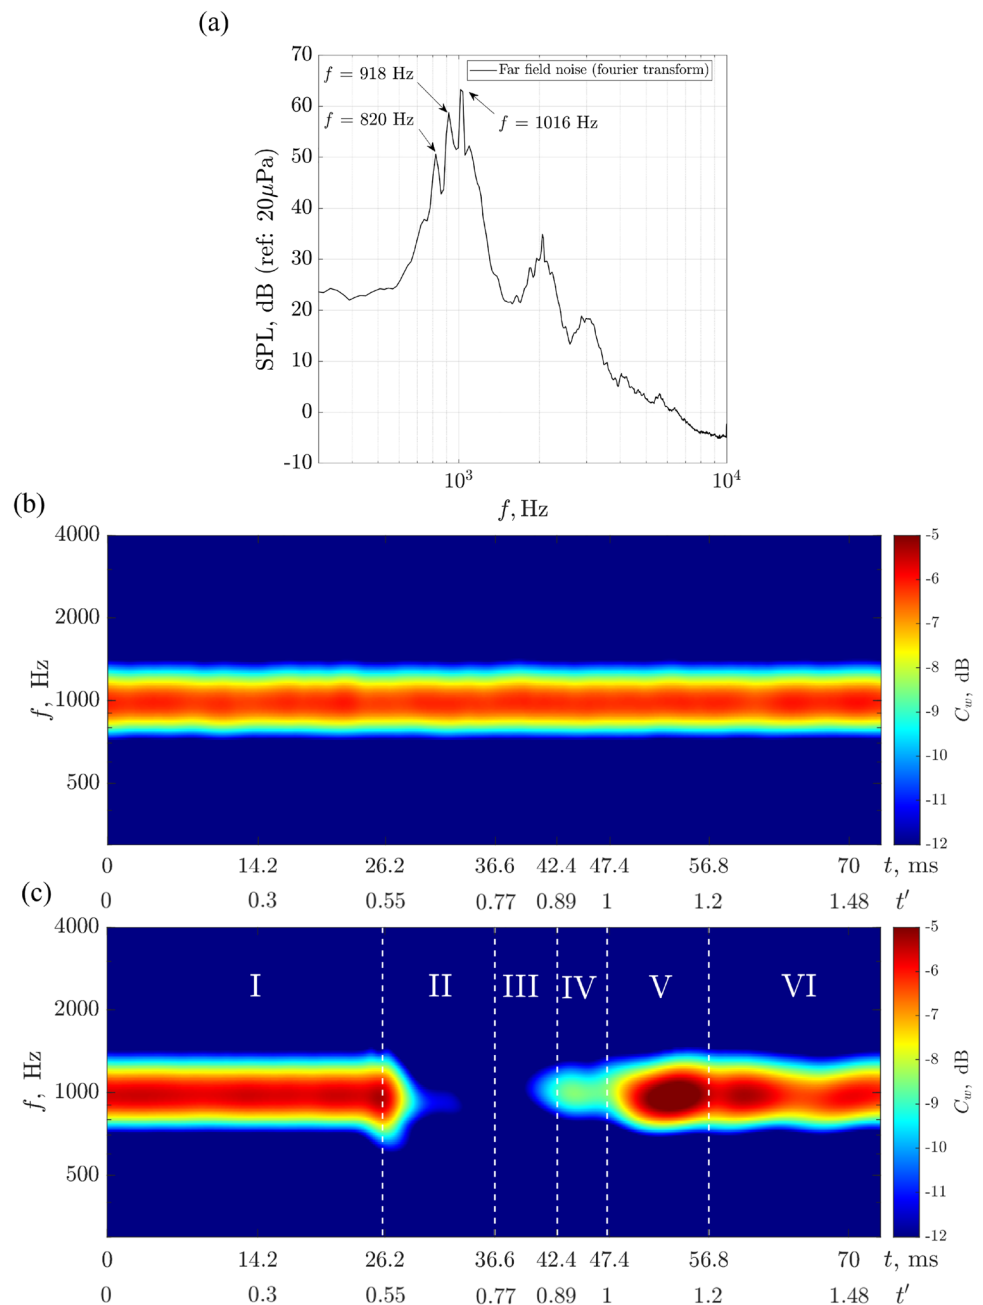 (a)
70
60
50
40
30
20
10
0
-10
SPL, dB (ref: 20μPa)
Far field noise (fourier transform)
f = 918 Hz
f = 820 Hz
f = 1016 Hz
10³ 10⁴
f, Hz
(b)
4000
2000
1000
500
f, Hz
-5
-6
-7
-8
-9
-10
-11
-12
C_w, dB
0 14.2 26.2 36.6 42.4 47.4 56.8 70 t, ms
0 0.3 0.55 0.77 0.89 1 1.2 1.48 t'
(c)
4000
2000
1000
500
f, Hz
I II III IV V VI
-5
-6
-7
-8
-9
-10
-11
-12
C_w, dB
0 14.2 26.2 36.6 42.4 47.4 56.8 70 t, ms
0 0.3 0.55 0.77 0.89 1 1.2 1.48 t'